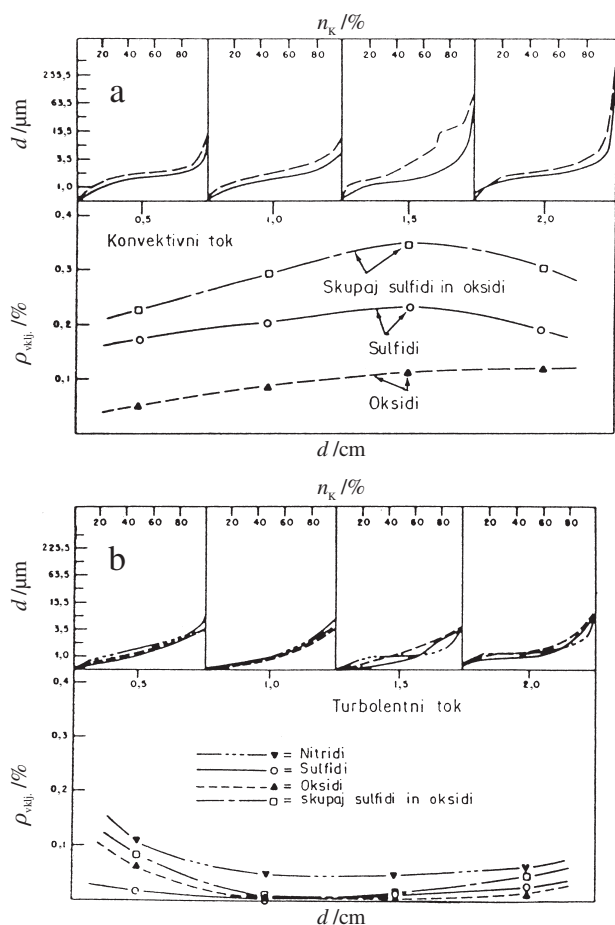 n_K /%
20 40 60 80 20 40 60 80 20 40 60 80 20 40 60 80
a
d /μm
255,5
63,5
15,5
3,5
1,0
0,5 1,0 1,5 2,0
0,4
0,3
0,2
0,1
ρ_vklj. /%
Konvektivni tok
Skupaj sulfidi in oksidi
Sulfidi
Oksidi
d /cm
n_K /%
20 40 60 80 20 40 60 80 20 40 60 80 20 40 60 80
b
d /μm
225,5
63,5
15,5
3,5
1,0
0,5 1,0 1,5 2,0
0,4
0,3
0,2
0,1
ρ_vklj. /%
Turbolentni tok
▼ = Nitridi
○ = Sulfidi
▲ = Oksidi
□ = skupaj sulfidi in oksidi
d /cm